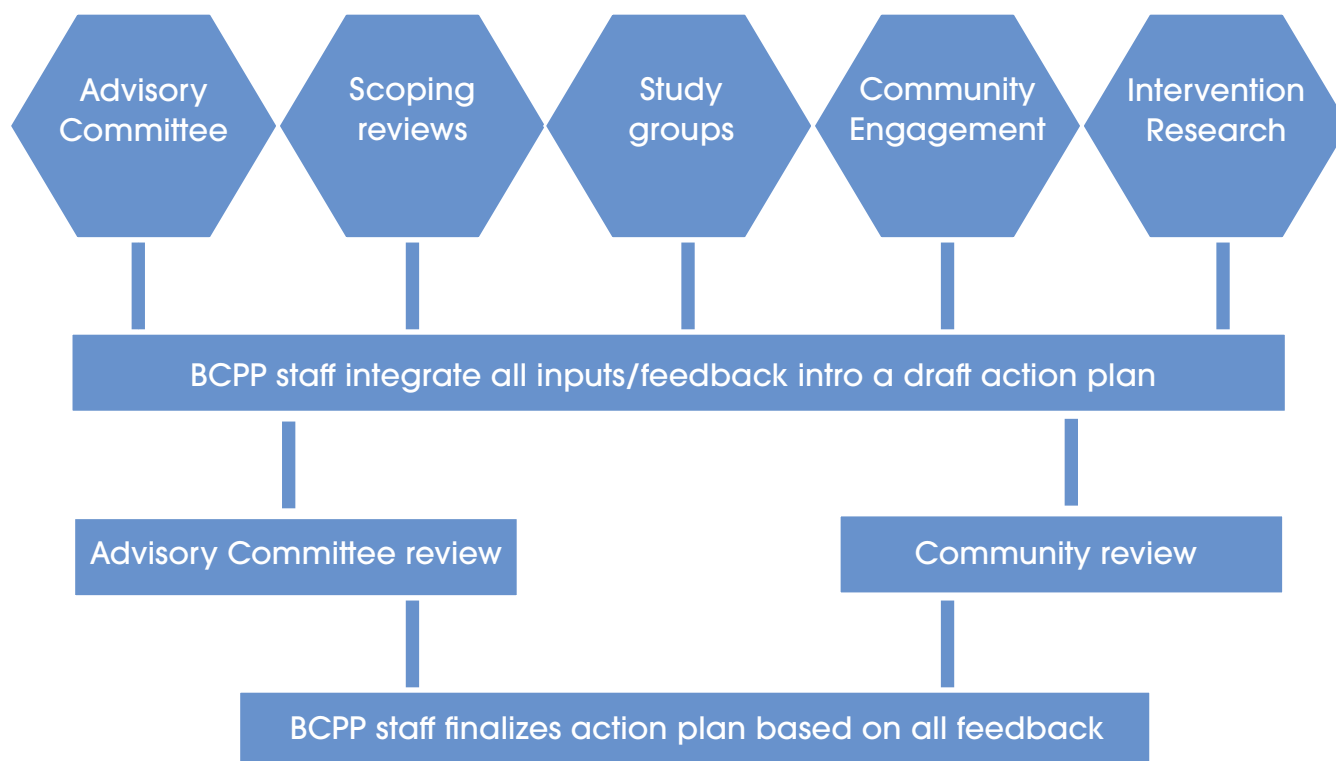 Advisory
Committee
Scoping
reviews
Study
groups
Community
Engagement
Intervention
Research
BCPP staff integrate all inputs/feedback intro a draft action plan
Advisory Committee review
Community review
BCPP staff finalizes action plan based on all feedback